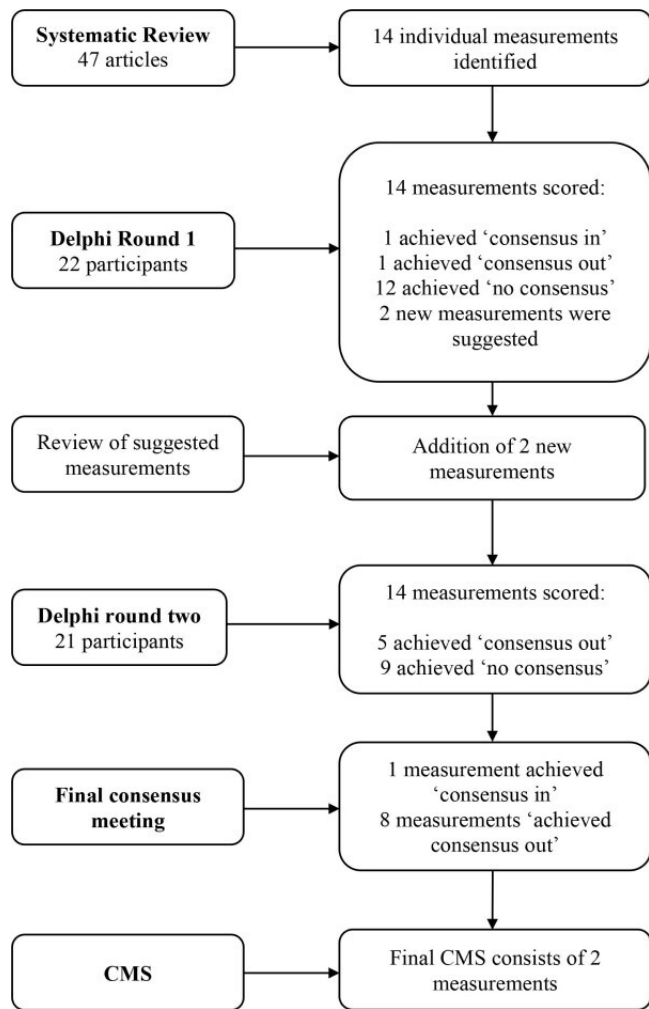 Systematic Review
47 articles
14 individual measurements
identified
14 measurements scored:
1 achieved ‘consensus in’
1 achieved ‘consensus out’
12 achieved ‘no consensus’
2 new measurements were
suggested
Delphi Round 1
22 participants
Review of suggested
measurements
Addition of 2 new
measurements
Delphi round two
21 participants
14 measurements scored:
5 achieved ‘consensus out’
9 achieved ‘no consensus’
Final consensus
meeting
1 measurement achieved
‘consensus in’
8 measurements ‘achieved
consensus out’
CMS
Final CMS consists of 2
measurements